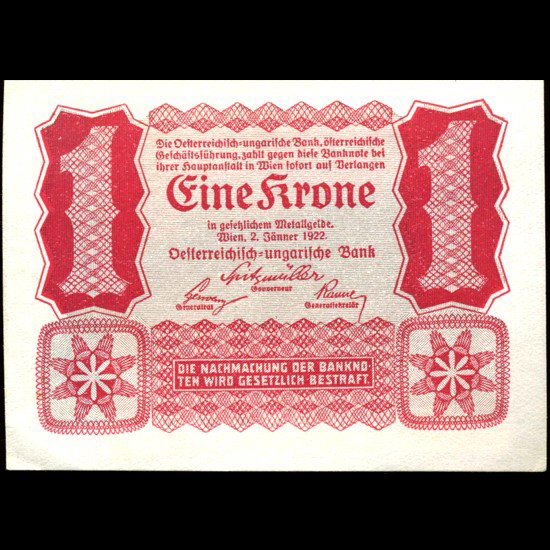 1
1
Die Oesterreichisch-ungarische Bank, österreichische
Geschäftsführung, zahlt gegen diese Banknote bei
ihrer Hauptanstalt in Wien sofort auf Verlangen
Eine Krone
in gesetzlichem Metallgelde.
Wien, 2. Jänner 1922.
Oesterreichisch-ungarische Bank
Spitzmüller
Gouverneur
Generalrat
Generalsekretär
DIE NACHMACHUNG DER BANKNO-
TEN WIRD GESETZLICH BESTRAFT.